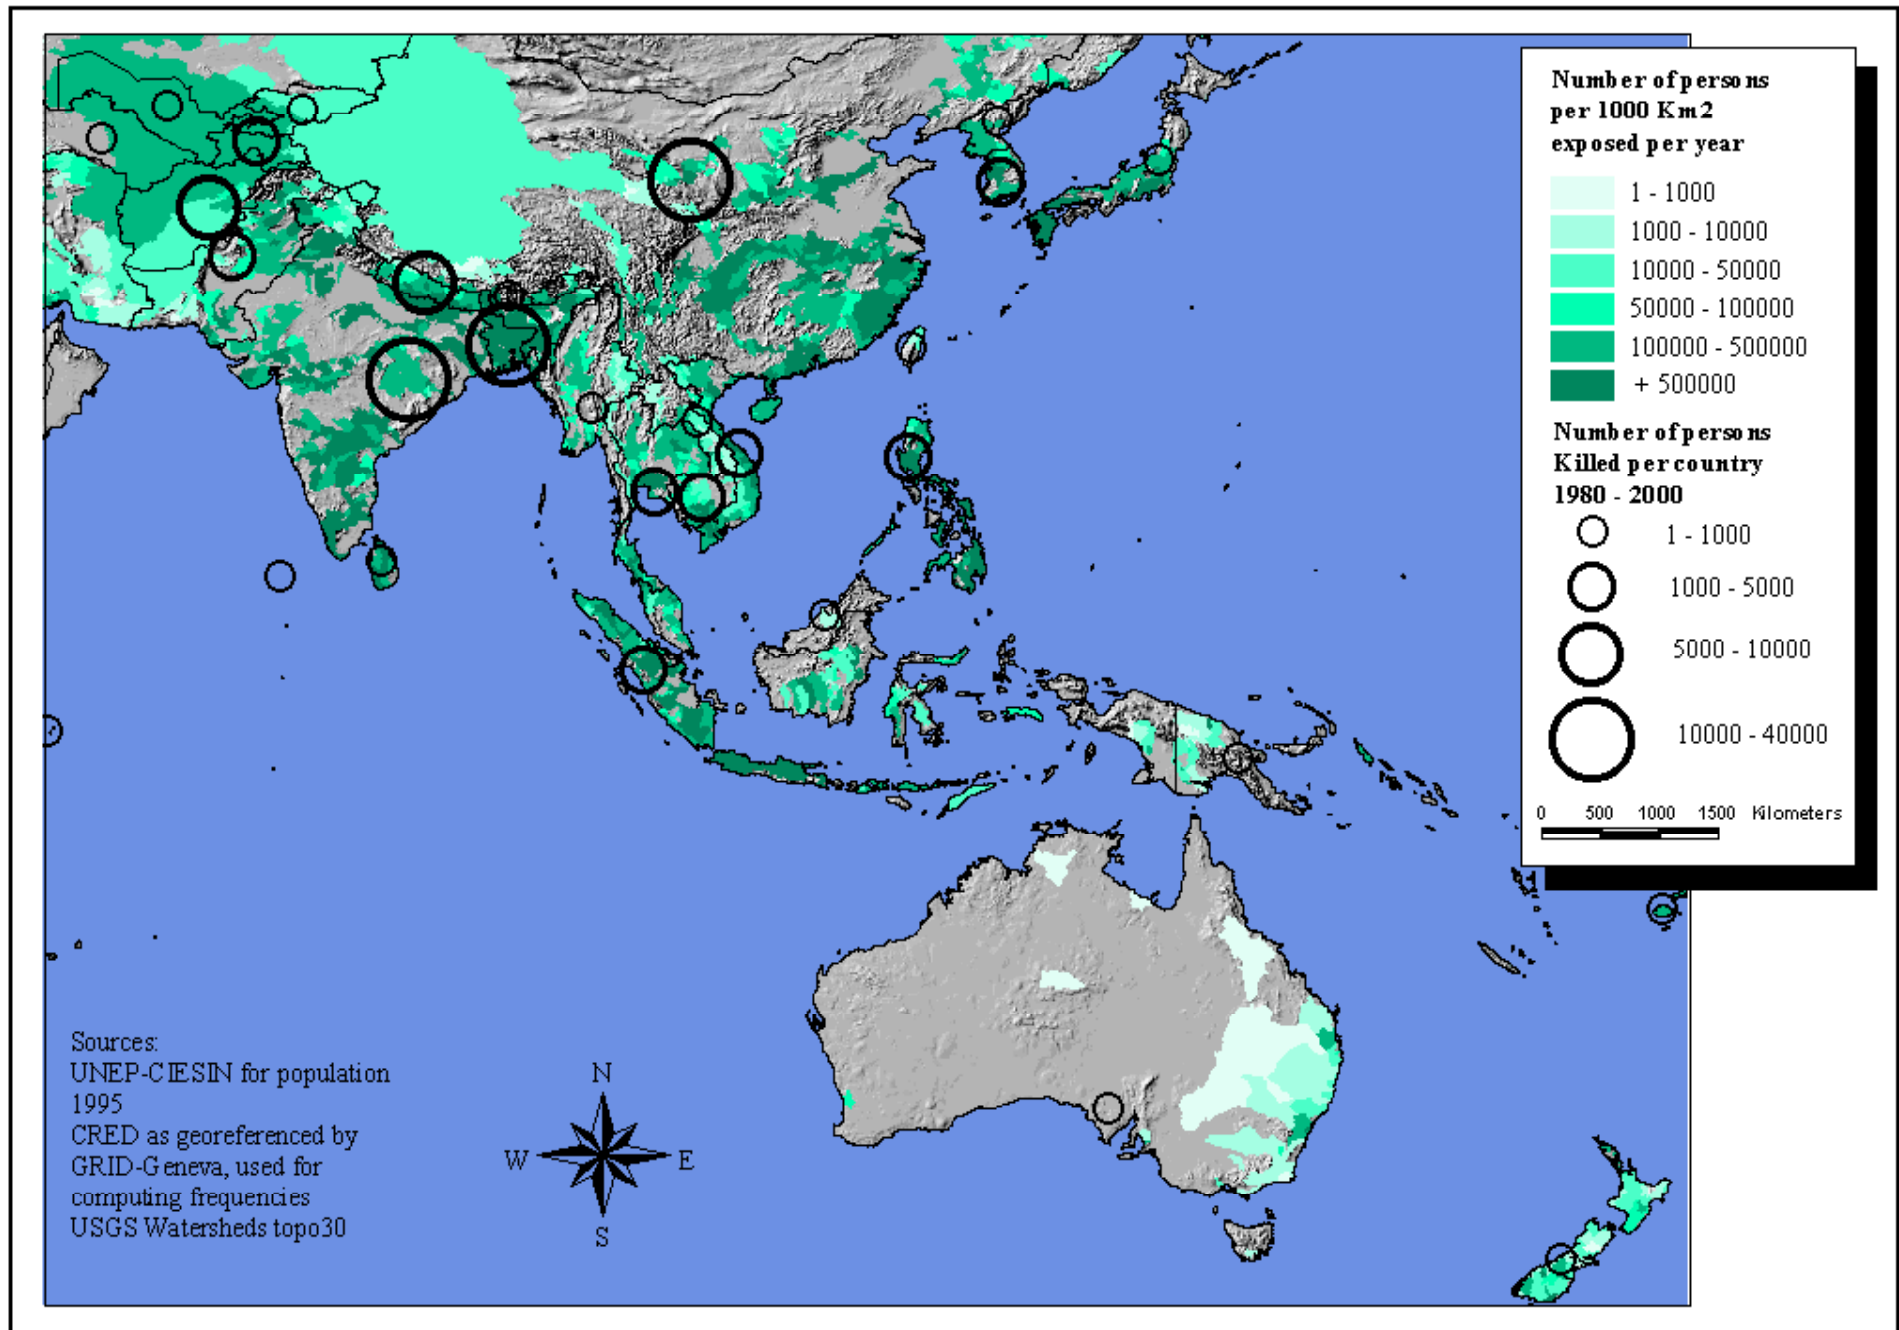 Number of persons
per 1000 Km2
exposed per year
1 - 1000
1000 - 10000
10000 - 50000
50000 - 100000
100000 - 500000
+ 500000
Number of persons
Killed per country
1980 - 2000
1 - 1000
1000 - 5000
5000 - 10000
10000 - 40000
0 500 1000 1500 Kilometers
Sources:
UNEP-CIESIN for population
1995
CRED as georeferenced by
GRID-Geneva, used for
computing frequencies
USGS Watersheds topo30
N
W E
S